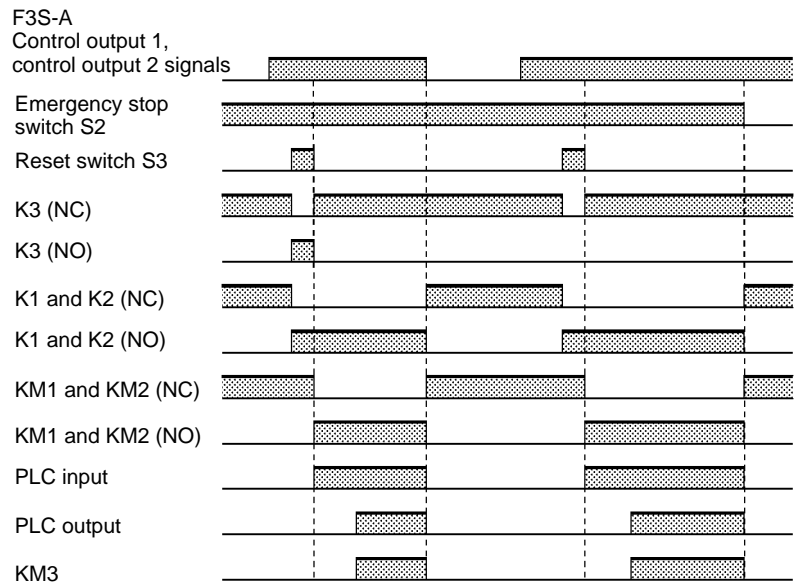 F3S-A
Control output 1,
control output 2 signals
Emergency stop
switch S2
Reset switch S3
K3 (NC)
K3 (NO)
K1 and K2 (NC)
K1 and K2 (NO)
KM1 and KM2 (NC)
KM1 and KM2 (NO)
PLC input
PLC output
KM3